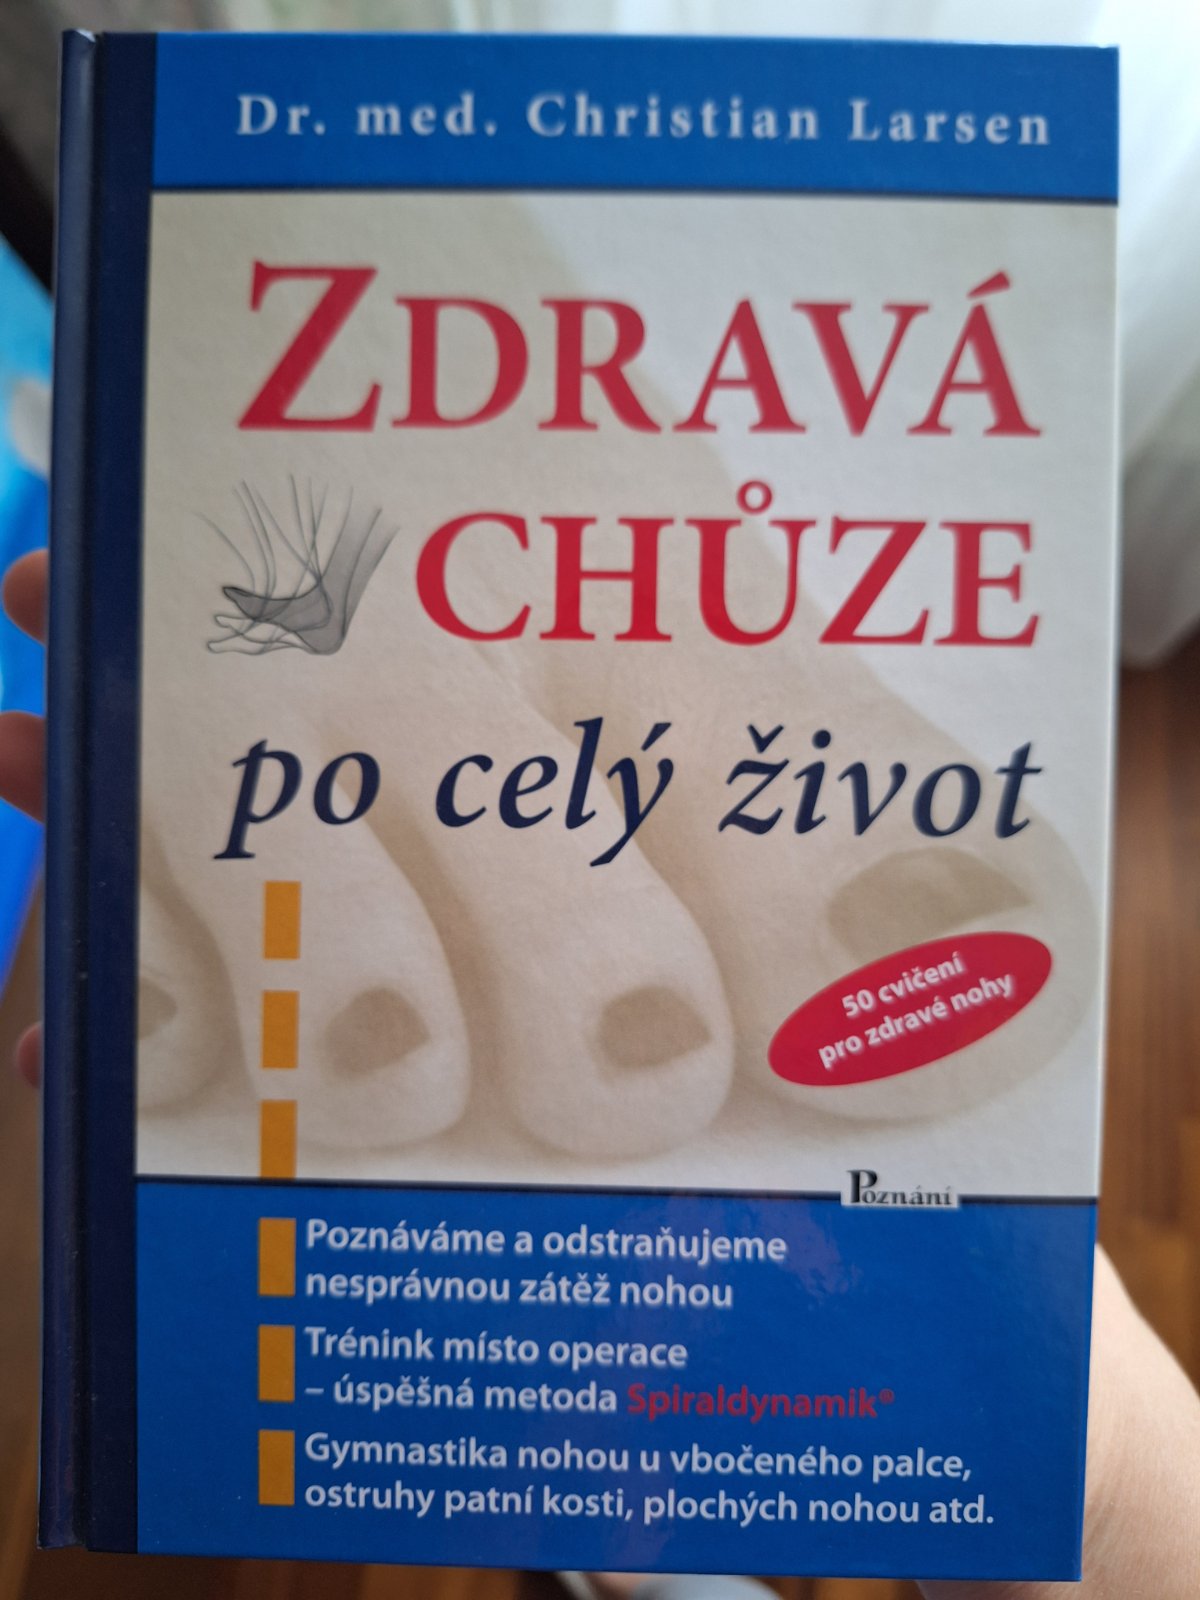 Dr. med. Christian Larsen
ZDRAVÁ
CHŮZE
po celý život
50 cvičení
pro zdravé nohy
Poznání
Poznáváme a odstraňujeme
nesprávnou zátěž nohou
Trénink místo operace
– úspěšná metoda Spiraldynamik®
Gymnastika nohou u vbočeného palce,
ostruhy patní kosti, plochých nohou atd.